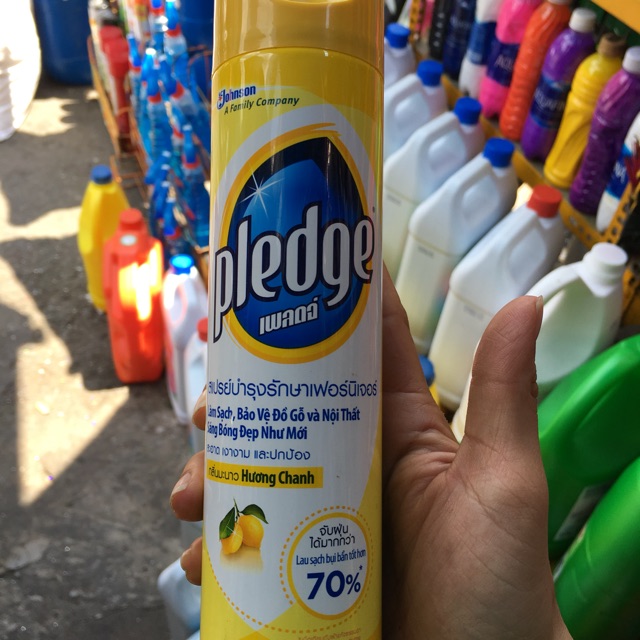 Johnson
A Family Company
pledge
เพลดจ์
สเปรย์บำรุงรักษาเฟอร์นิเจอร์
Làm Sạch, Bảo Vệ Đồ Gỗ và Nội Thất
Sáng Bóng Đẹp Như Mới
สะอาด เงางาม และปกป้อง
กลิ่นมะนาว Hương Chanh
จับฝุ่น
ได้มากกว่า
Lau sạch bụi bẩn tốt hơn
70%*